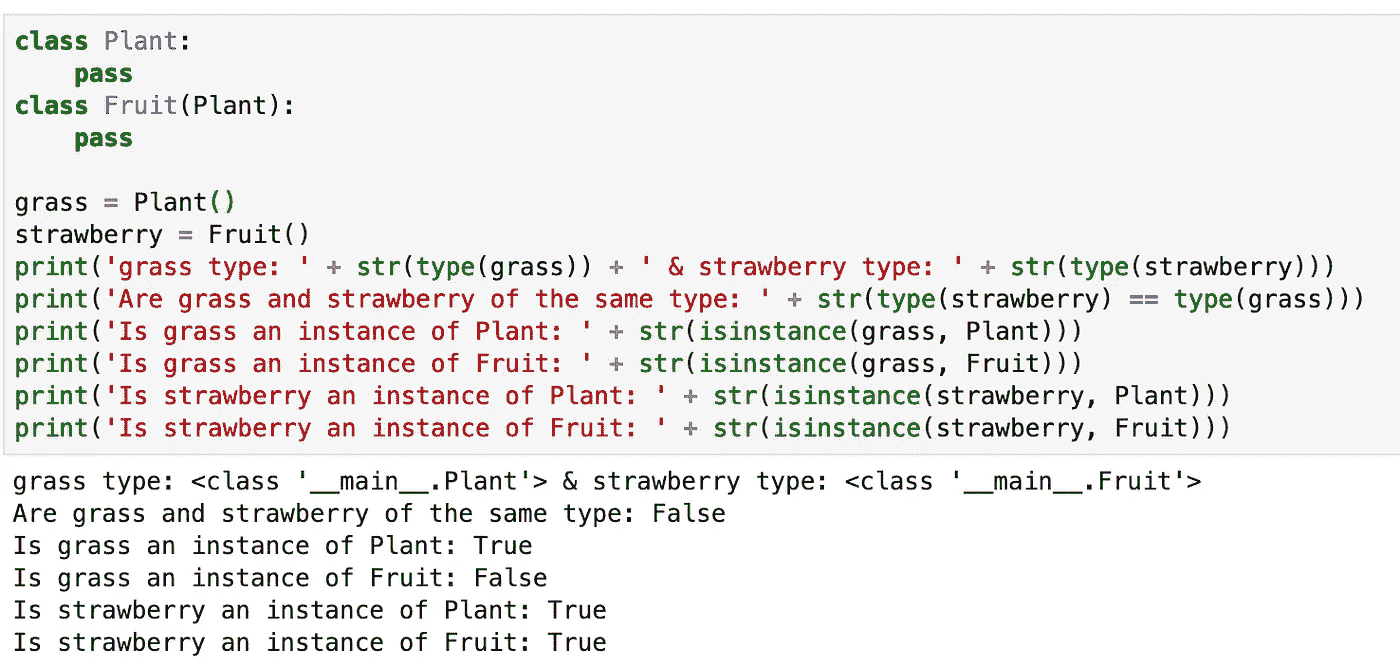 class Plant:
    pass
class Fruit(Plant):
    pass

grass = Plant()
strawberry = Fruit()
print('grass type: ' + str(type(grass)) + ' & strawberry type: ' + str(type(strawberry)))
print('Are grass and strawberry of the same type: ' + str(type(strawberry) == type(grass)))
print('Is grass an instance of Plant: ' + str(isinstance(grass, Plant)))
print('Is grass an instance of Fruit: ' + str(isinstance(grass, Fruit)))
print('Is strawberry an instance of Plant: ' + str(isinstance(strawberry, Plant)))
print('Is strawberry an instance of Fruit: ' + str(isinstance(strawberry, Fruit)))
grass type: <class '__main__.Plant'> & strawberry type: <class '__main__.Fruit'>
Are grass and strawberry of the same type: False
Is grass an instance of Plant: True
Is grass an instance of Fruit: False
Is strawberry an instance of Plant: True
Is strawberry an instance of Fruit: True